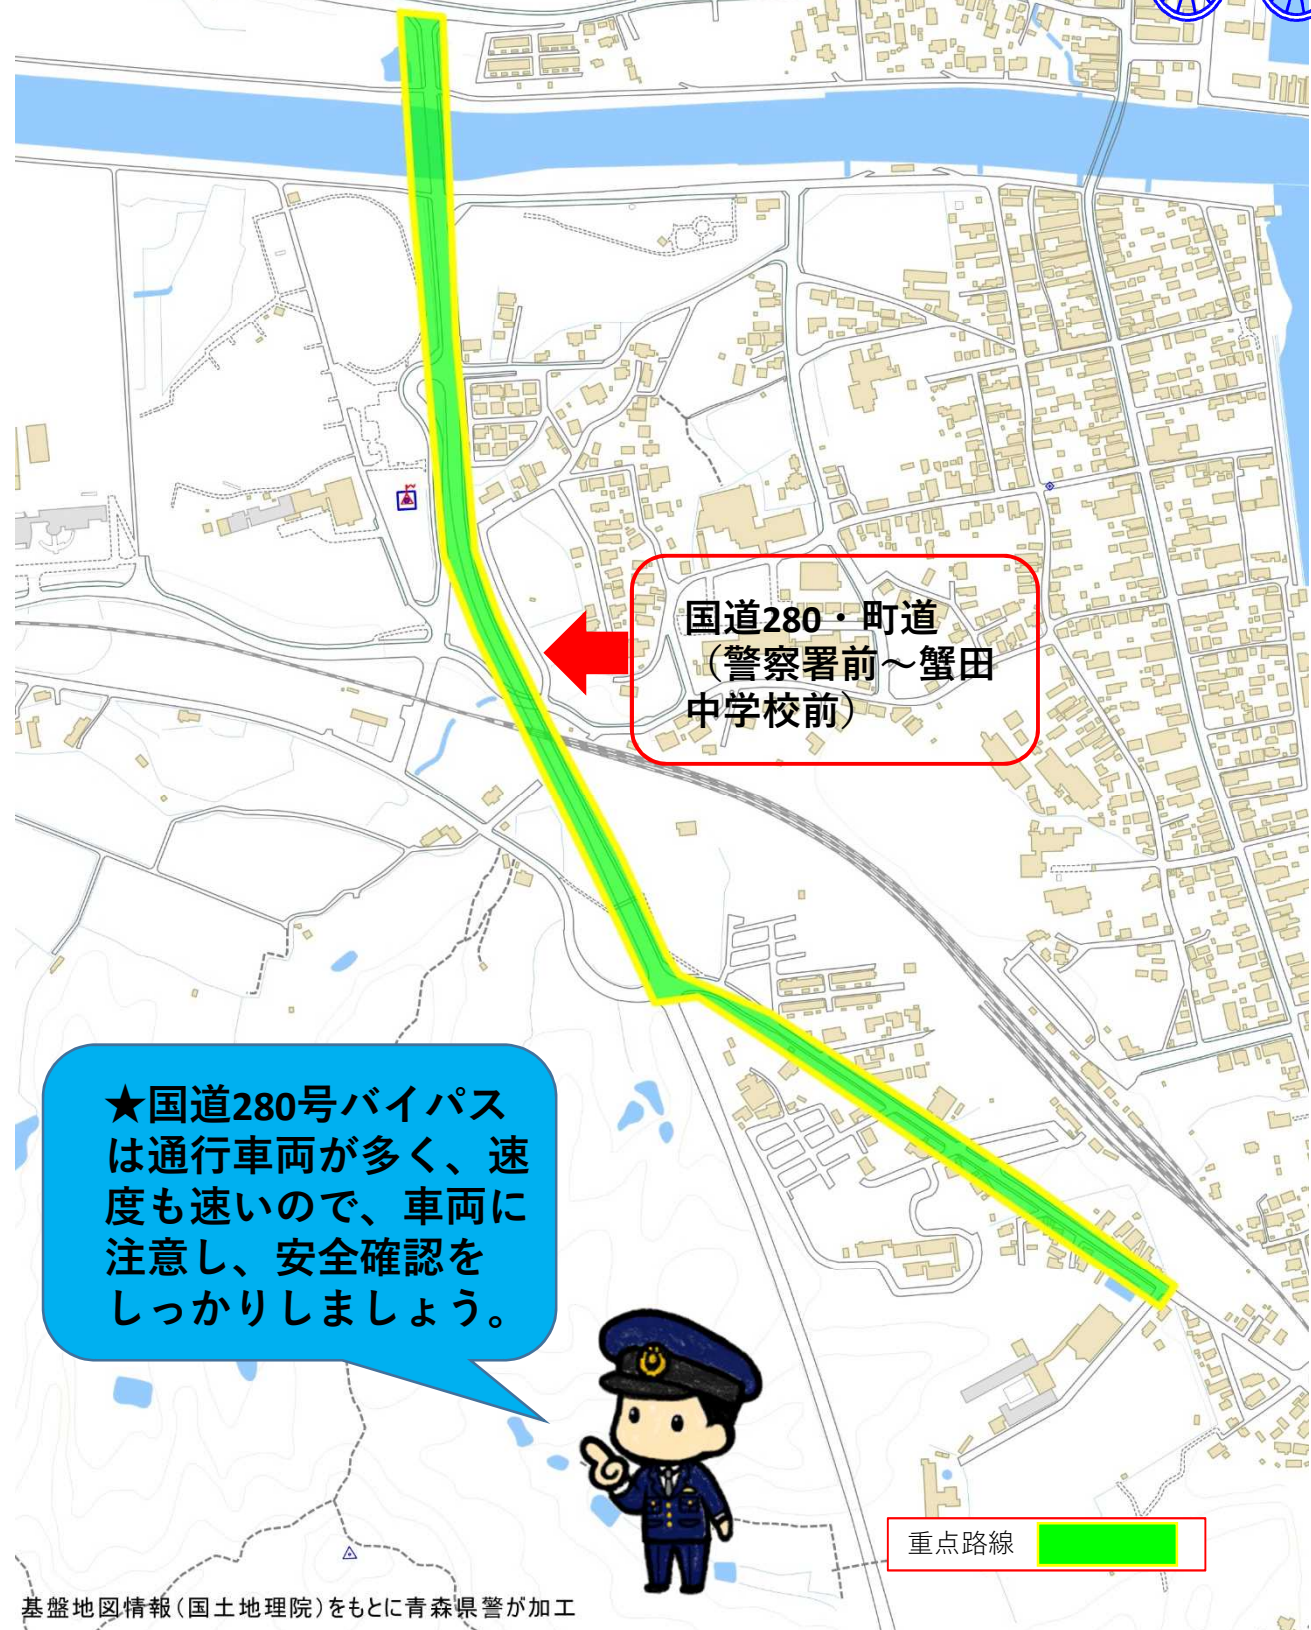 国道280・町道
（警察署前～蟹田
中学校前）
★国道280号バイパス
は通行車両が多く、速
度も速いので、車両に
注意し、安全確認を
しっかりしましょう。
重点路線
基盤地図情報（国土地理院）をもとに青森県警が加工